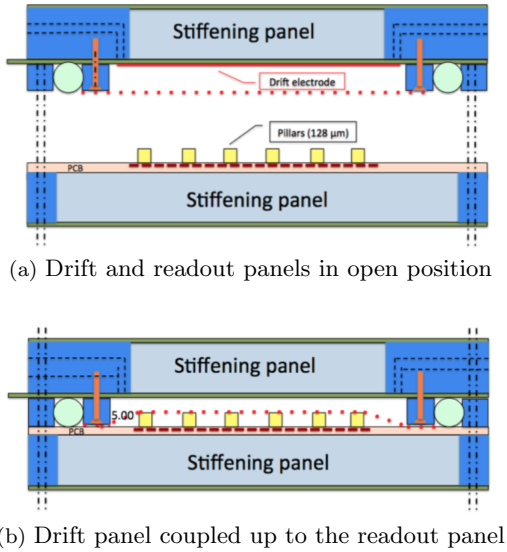 Stiffening panel
Drift electrode
Pillars (128 μm)
PCB
Stiffening panel
(a) Drift and readout panels in open position
Stiffening panel
5.00
PCB
Stiffening panel
(b) Drift panel coupled up to the readout panel